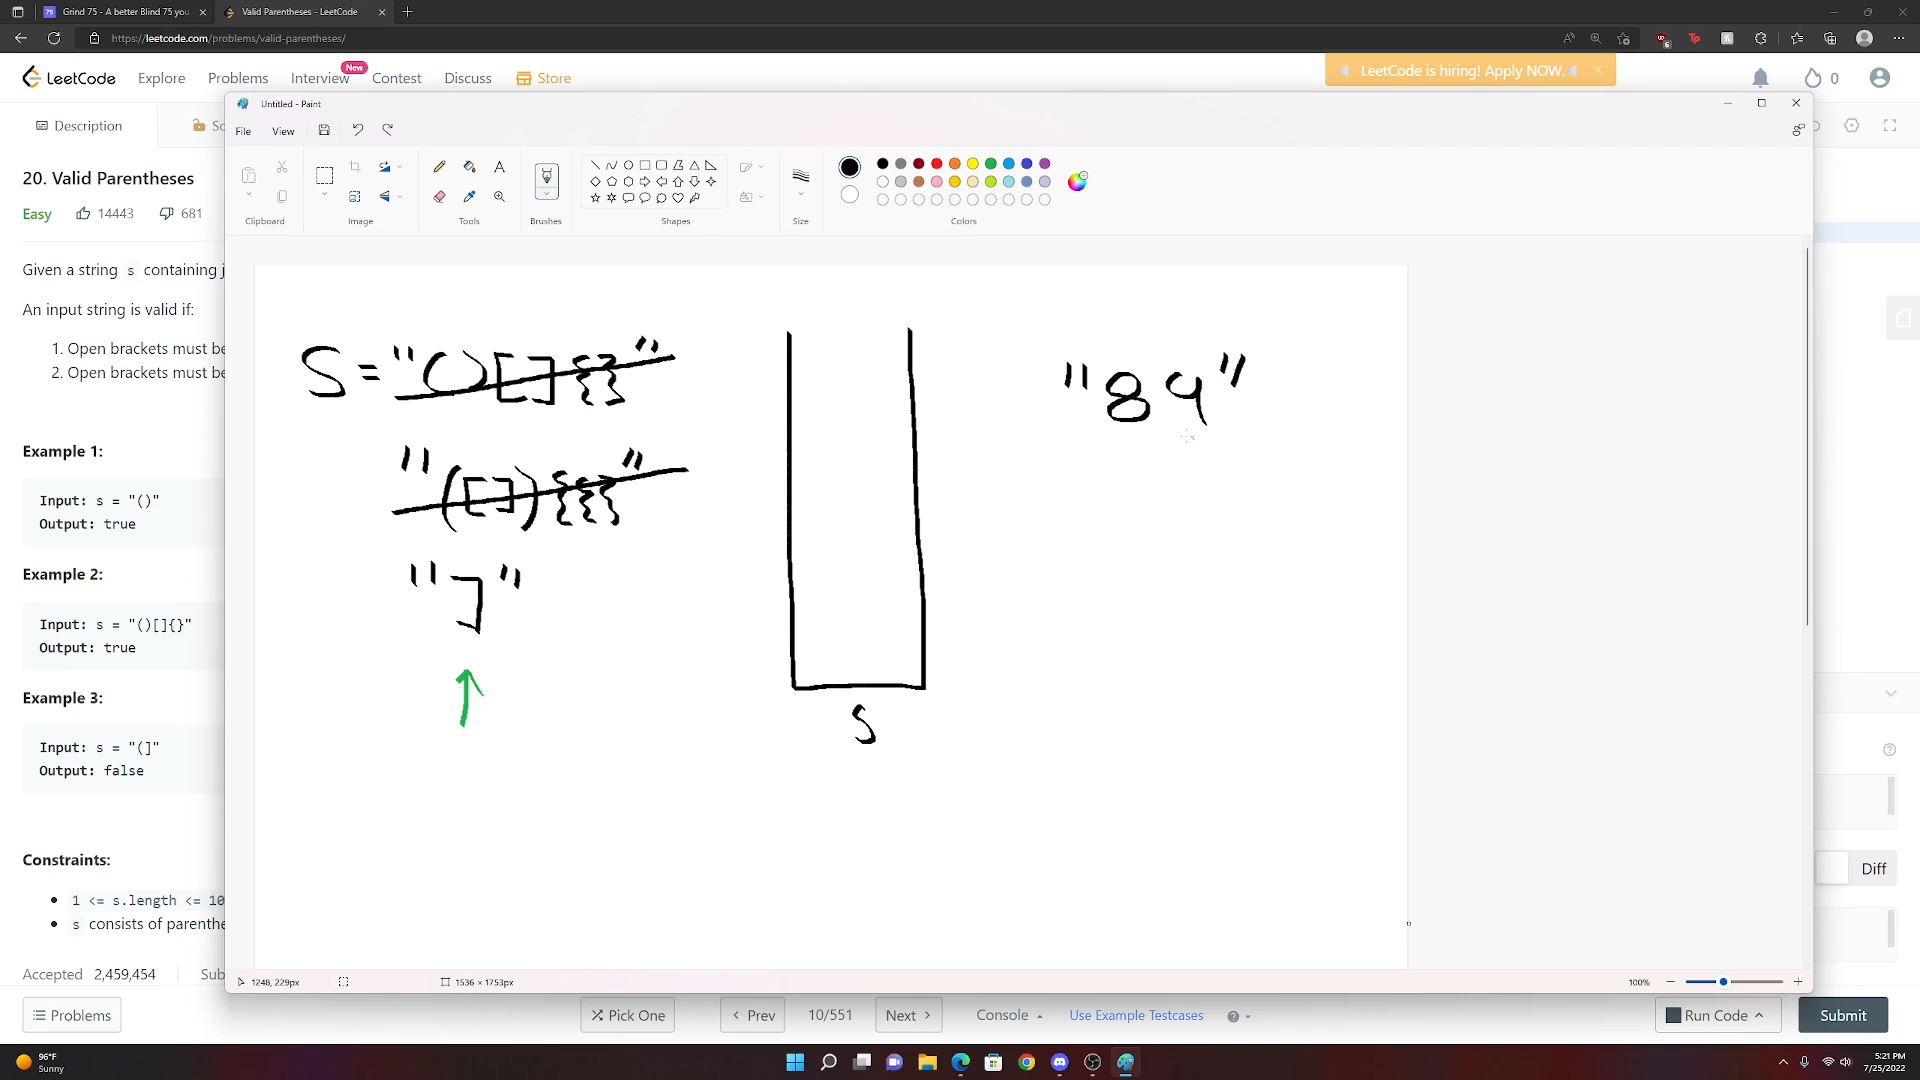 Grind 75 - A better Blind 75 you
Valid Parentheses - LeetCode
https://leetcode.com/problems/valid-parentheses/
LeetCode Explore Problems Interview New Contest Discuss Store
LeetCode is hiring! Apply NOW.
0
Description
So
20. Valid Parentheses
Easy 14443 681
Given a string s containing j
An input string is valid if:
1. Open brackets must be
2. Open brackets must be
Example 1:
Input: s = "()"
Output: true
Example 2:
Input: s = "()[]{}"
Output: true
Example 3:
Input: s = "(]"
Output: false
Constraints:
1 <= s.length <= 10
s consists of parenthe
Accepted 2,459,454 Sub
Untitled - Paint
File View
Clipboard Image Tools Brushes Shapes Size Colors
S = "()[]{}"
"([]){{}"
"]"
S
"84"
1248, 229px
1536 × 1753px
100%
Diff
Problems Pick One Prev 10/551 Next Console Use Example Testcases Run Code Submit
96°F
Sunny
5:21 PM
7/25/2022